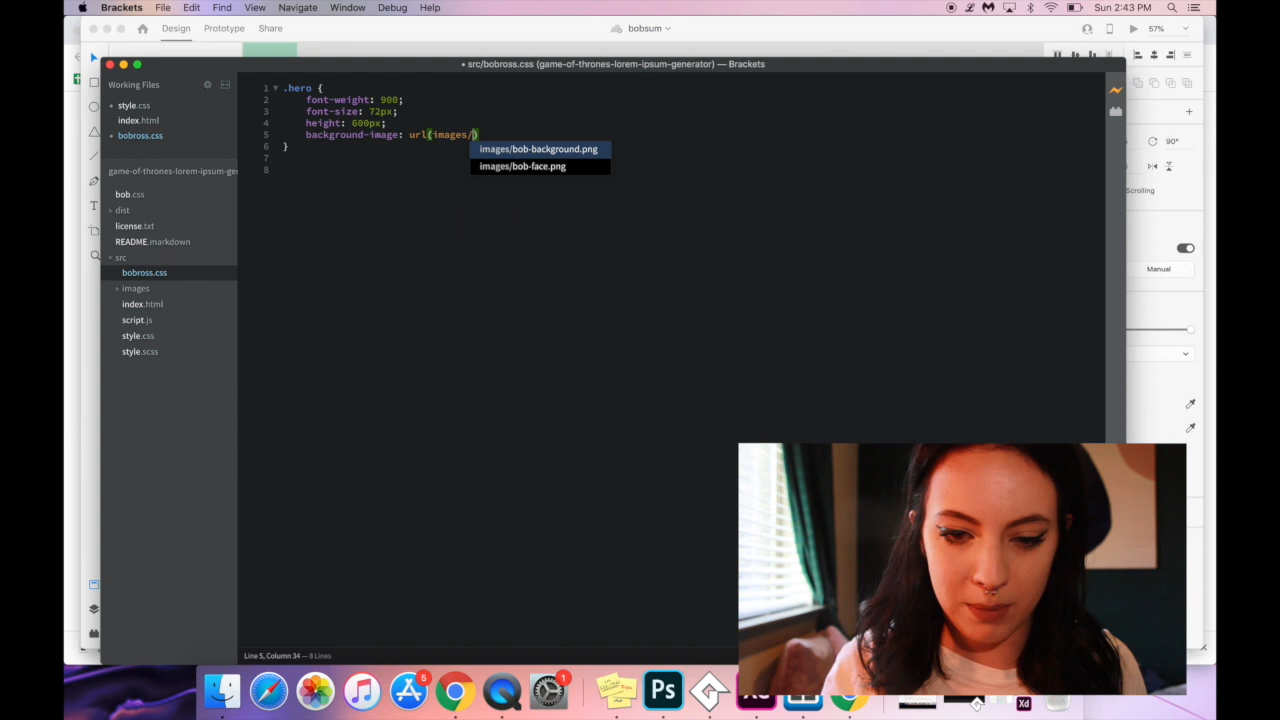 Brackets File Edit Find View Navigate Window Debug Help Sun 2:43 PM
Design Prototype Share bobsum 57%
• src/bobross.css (game-of-thrones-lorem-ipsum-generator) — Brackets
Working Files
style.css
index.html
bobross.css
game-of-thrones-lorem-ipsum-gen
bob.css
dist
license.txt
README.markdown
src
bobross.css
images
index.html
script.js
style.css
style.scss
1 .hero {
2 font-weight: 900;
3 font-size: 72px;
4 height: 600px;
5 background-image: url(images/)
6 }
7
8
images/bob-background.png
images/bob-face.png
90°
Scrolling
Manual
Line 5, Column 34 — 8 Lines
5
1
Ps
Xd